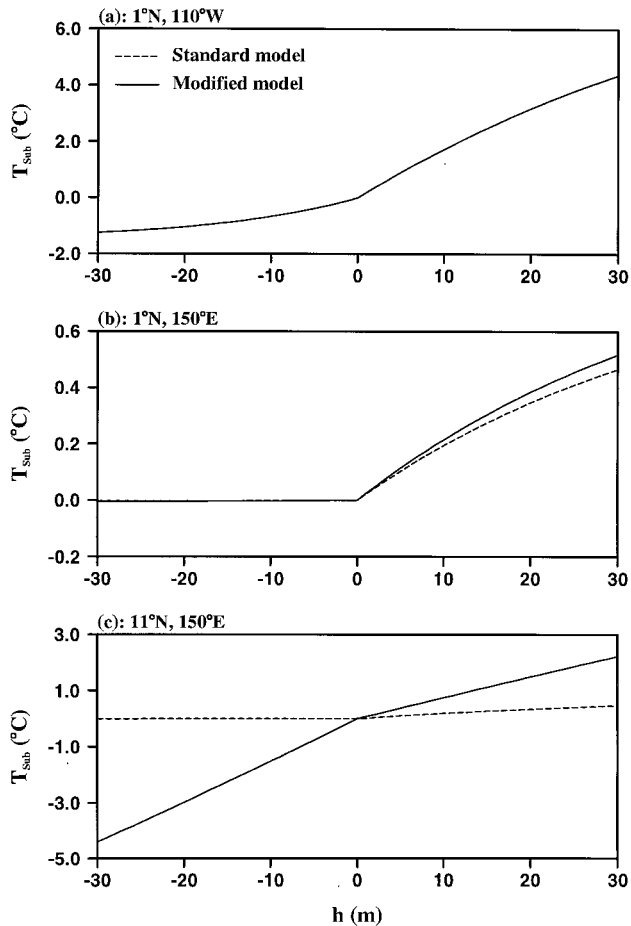 (a): 1°N, 110°W
6.0
4.0
2.0
0.0
-2.0
T_Sub (°C)
Standard model
Modified model
-30 -20 -10 0 10 20 30
(b): 1°N, 150°E
0.6
0.4
0.2
0.0
-0.2
T_Sub (°C)
-30 -20 -10 0 10 20 30
(c): 11°N, 150°E
3.0
1.0
-1.0
-3.0
-5.0
T_Sub (°C)
-30 -20 -10 0 10 20 30
h (m)